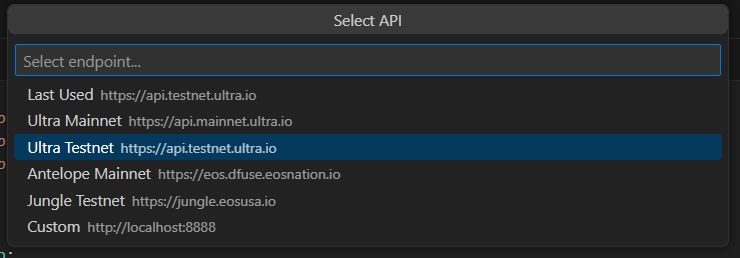 Select API
Select endpoint...
Last Used https://api.testnet.ultra.io
Ultra Mainnet https://api.mainnet.ultra.io
Ultra Testnet https://api.testnet.ultra.io
Antelope Mainnet https://eos.dfuse.eosnation.io
Jungle Testnet https://jungle.eosusa.io
Custom http://localhost:8888